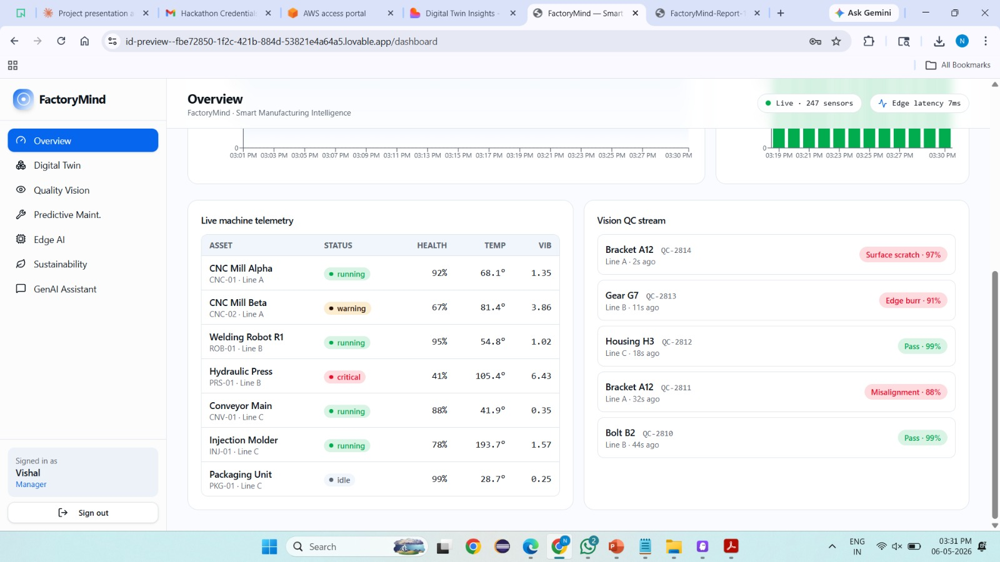 Project presentation a
Hackathon Credentials
AWS access portal
Digital Twin Insights -
FactoryMind — Smart
FactoryMind-Report-1
Ask Gemini
id-preview--fbe72850-1f2c-421b-884d-53821e4a64a5.lovable.app/dashboard
N
All Bookmarks
FactoryMind
Overview
Digital Twin
Quality Vision
Predictive Maint.
Edge AI
Sustainability
GenAI Assistant
Signed in as
Vishal
Manager
Sign out
Overview
FactoryMind · Smart Manufacturing Intelligence
Live · 247 sensors
Edge latency 7ms
0
03:01 PM 03:03 PM 03:05 PM 03:07 PM 03:09 PM 03:11 PM 03:13 PM 03:15 PM 03:17 PM 03:19 PM 03:21 PM 03:23 PM 03:25 PM 03:27 PM 03:30 PM
0
03:19 PM 03:21 PM 03:23 PM 03:25 PM 03:27 PM 03:30 PM
Live machine telemetry
ASSET STATUS HEALTH TEMP VIB
CNC Mill Alpha
CNC-01 · Line A
running 92% 68.1° 1.35
CNC Mill Beta
CNC-02 · Line A
warning 67% 81.4° 3.86
Welding Robot R1
ROB-01 · Line B
running 95% 54.8° 1.02
Hydraulic Press
PRS-01 · Line B
critical 41% 105.4° 6.43
Conveyor Main
CNV-01 · Line C
running 88% 41.9° 0.35
Injection Molder
INJ-01 · Line C
running 78% 193.7° 1.57
Packaging Unit
PKG-01 · Line C
idle 99% 28.7° 0.25
Vision QC stream
Bracket A12 QC-2814
Line A · 2s ago
Surface scratch · 97%
Gear G7 QC-2813
Line B · 11s ago
Edge burr · 91%
Housing H3 QC-2812
Line C · 18s ago
Pass · 99%
Bracket A12 QC-2811
Line A · 32s ago
Misalignment · 88%
Bolt B2 QC-2810
Line B · 44s ago
Pass · 99%
Search
N
2
ENG
IN
03:31 PM
06-05-2026